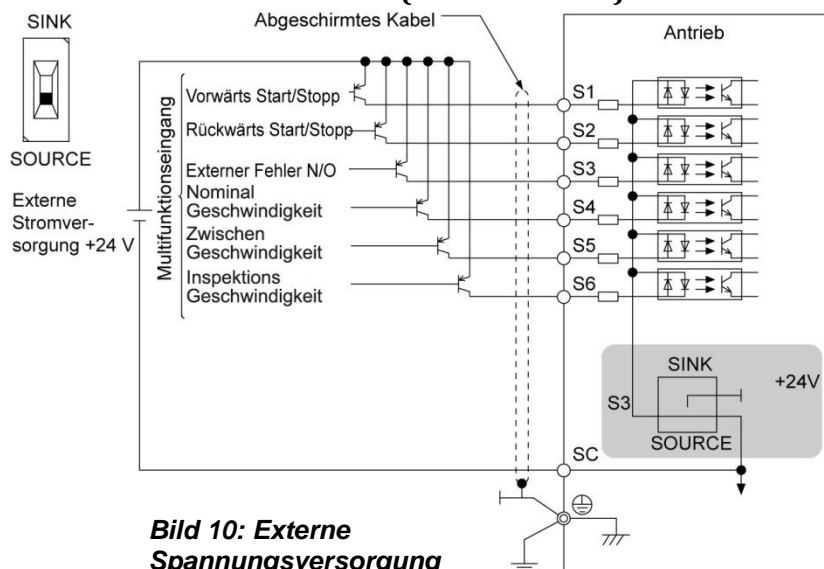 SINK
SOURCE
Externe
Stromver-
sorgung +24 V
Abgeschirmtes Kabel
Multifunktionseingang
Vorwärts Start/Stopp
Rückwärts Start/Stopp
Externer Fehler N/O
Nominal
Geschwindigkeit
Zwischen
Geschwindigkeit
Inspektions
Geschwindigkeit
Antrieb
S1
S2
S3
S4
S5
S6
SINK
+24V
S3
SOURCE
SC
Bild 10: Externe
Spannungsversorgung